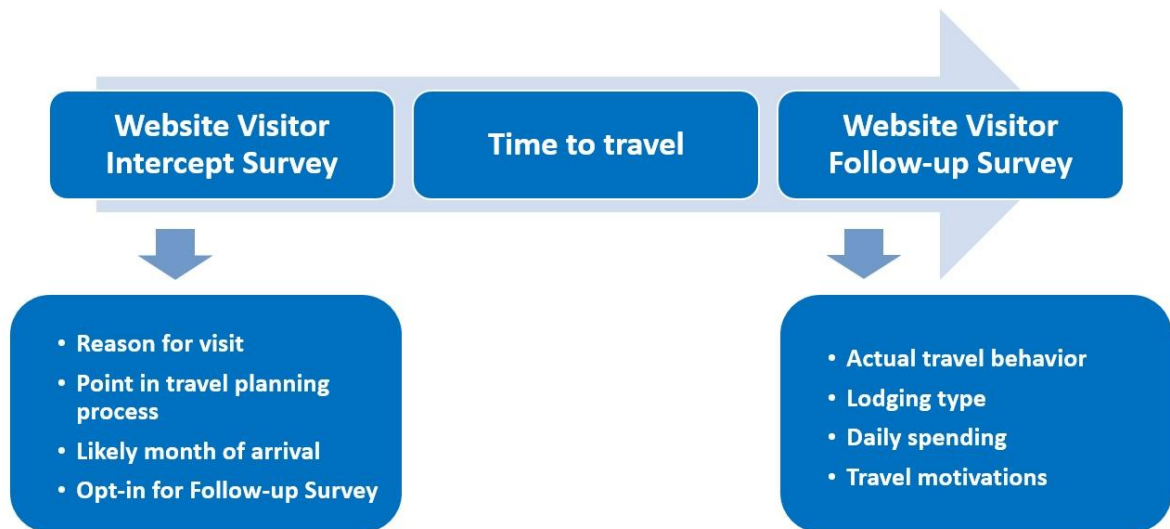 Website Visitor
Intercept Survey
Time to travel
Website Visitor
Follow-up Survey
• Reason for visit
• Point in travel planning
process
• Likely month of arrival
• Opt-in for Follow-up Survey
• Actual travel behavior
• Lodging type
• Daily spending
• Travel motivations